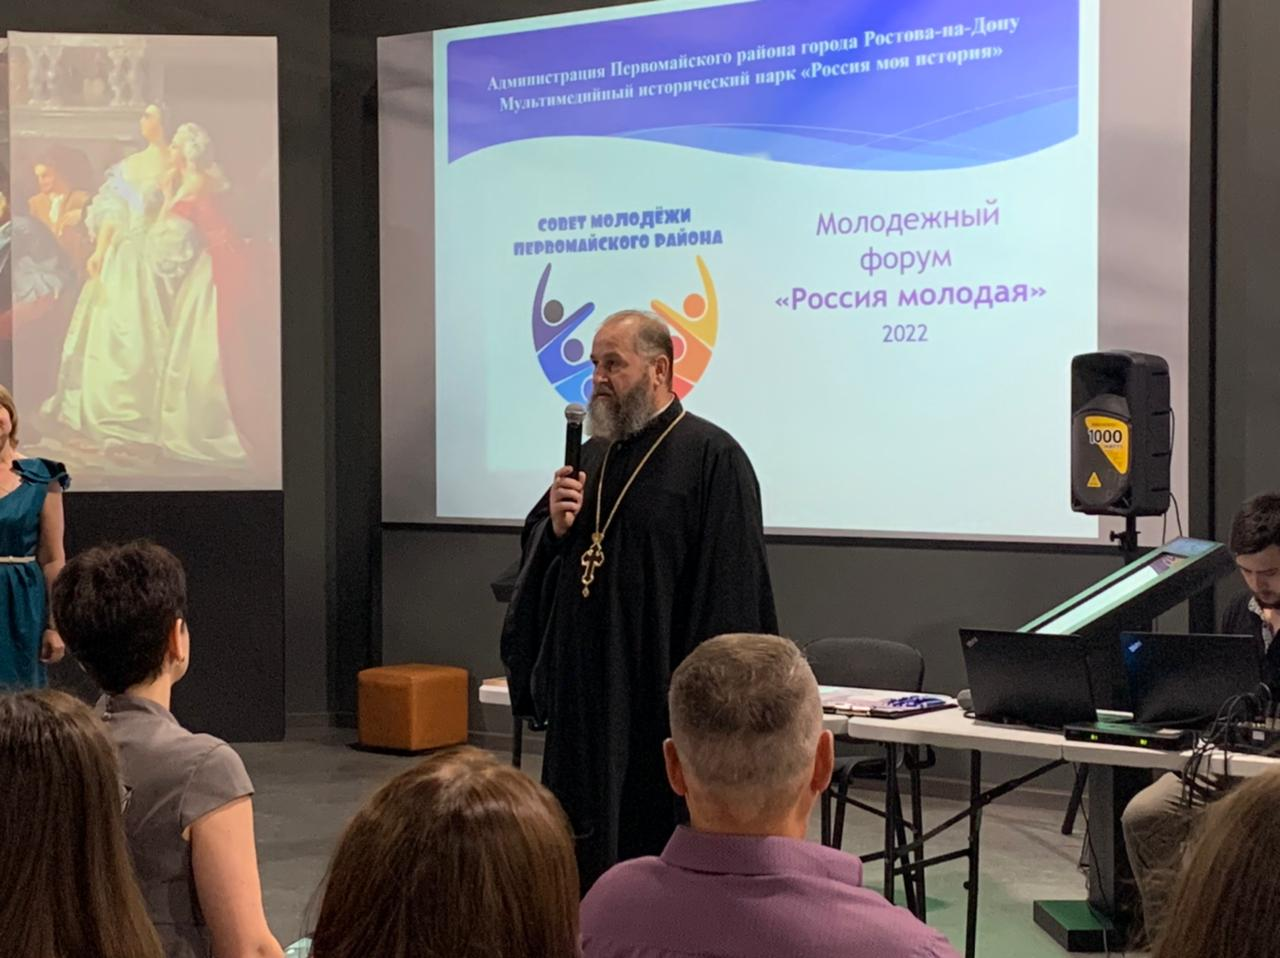 Администрация Первомайского района города Ростова-на-Дону
Мультимедийный исторический парк «Россия моя история»
СОВЕТ МОЛОДЁЖИ
ПЕРВОМАЙСКОГО РАЙОНА
Молодежный
форум
«Россия молодая»
2022
1000